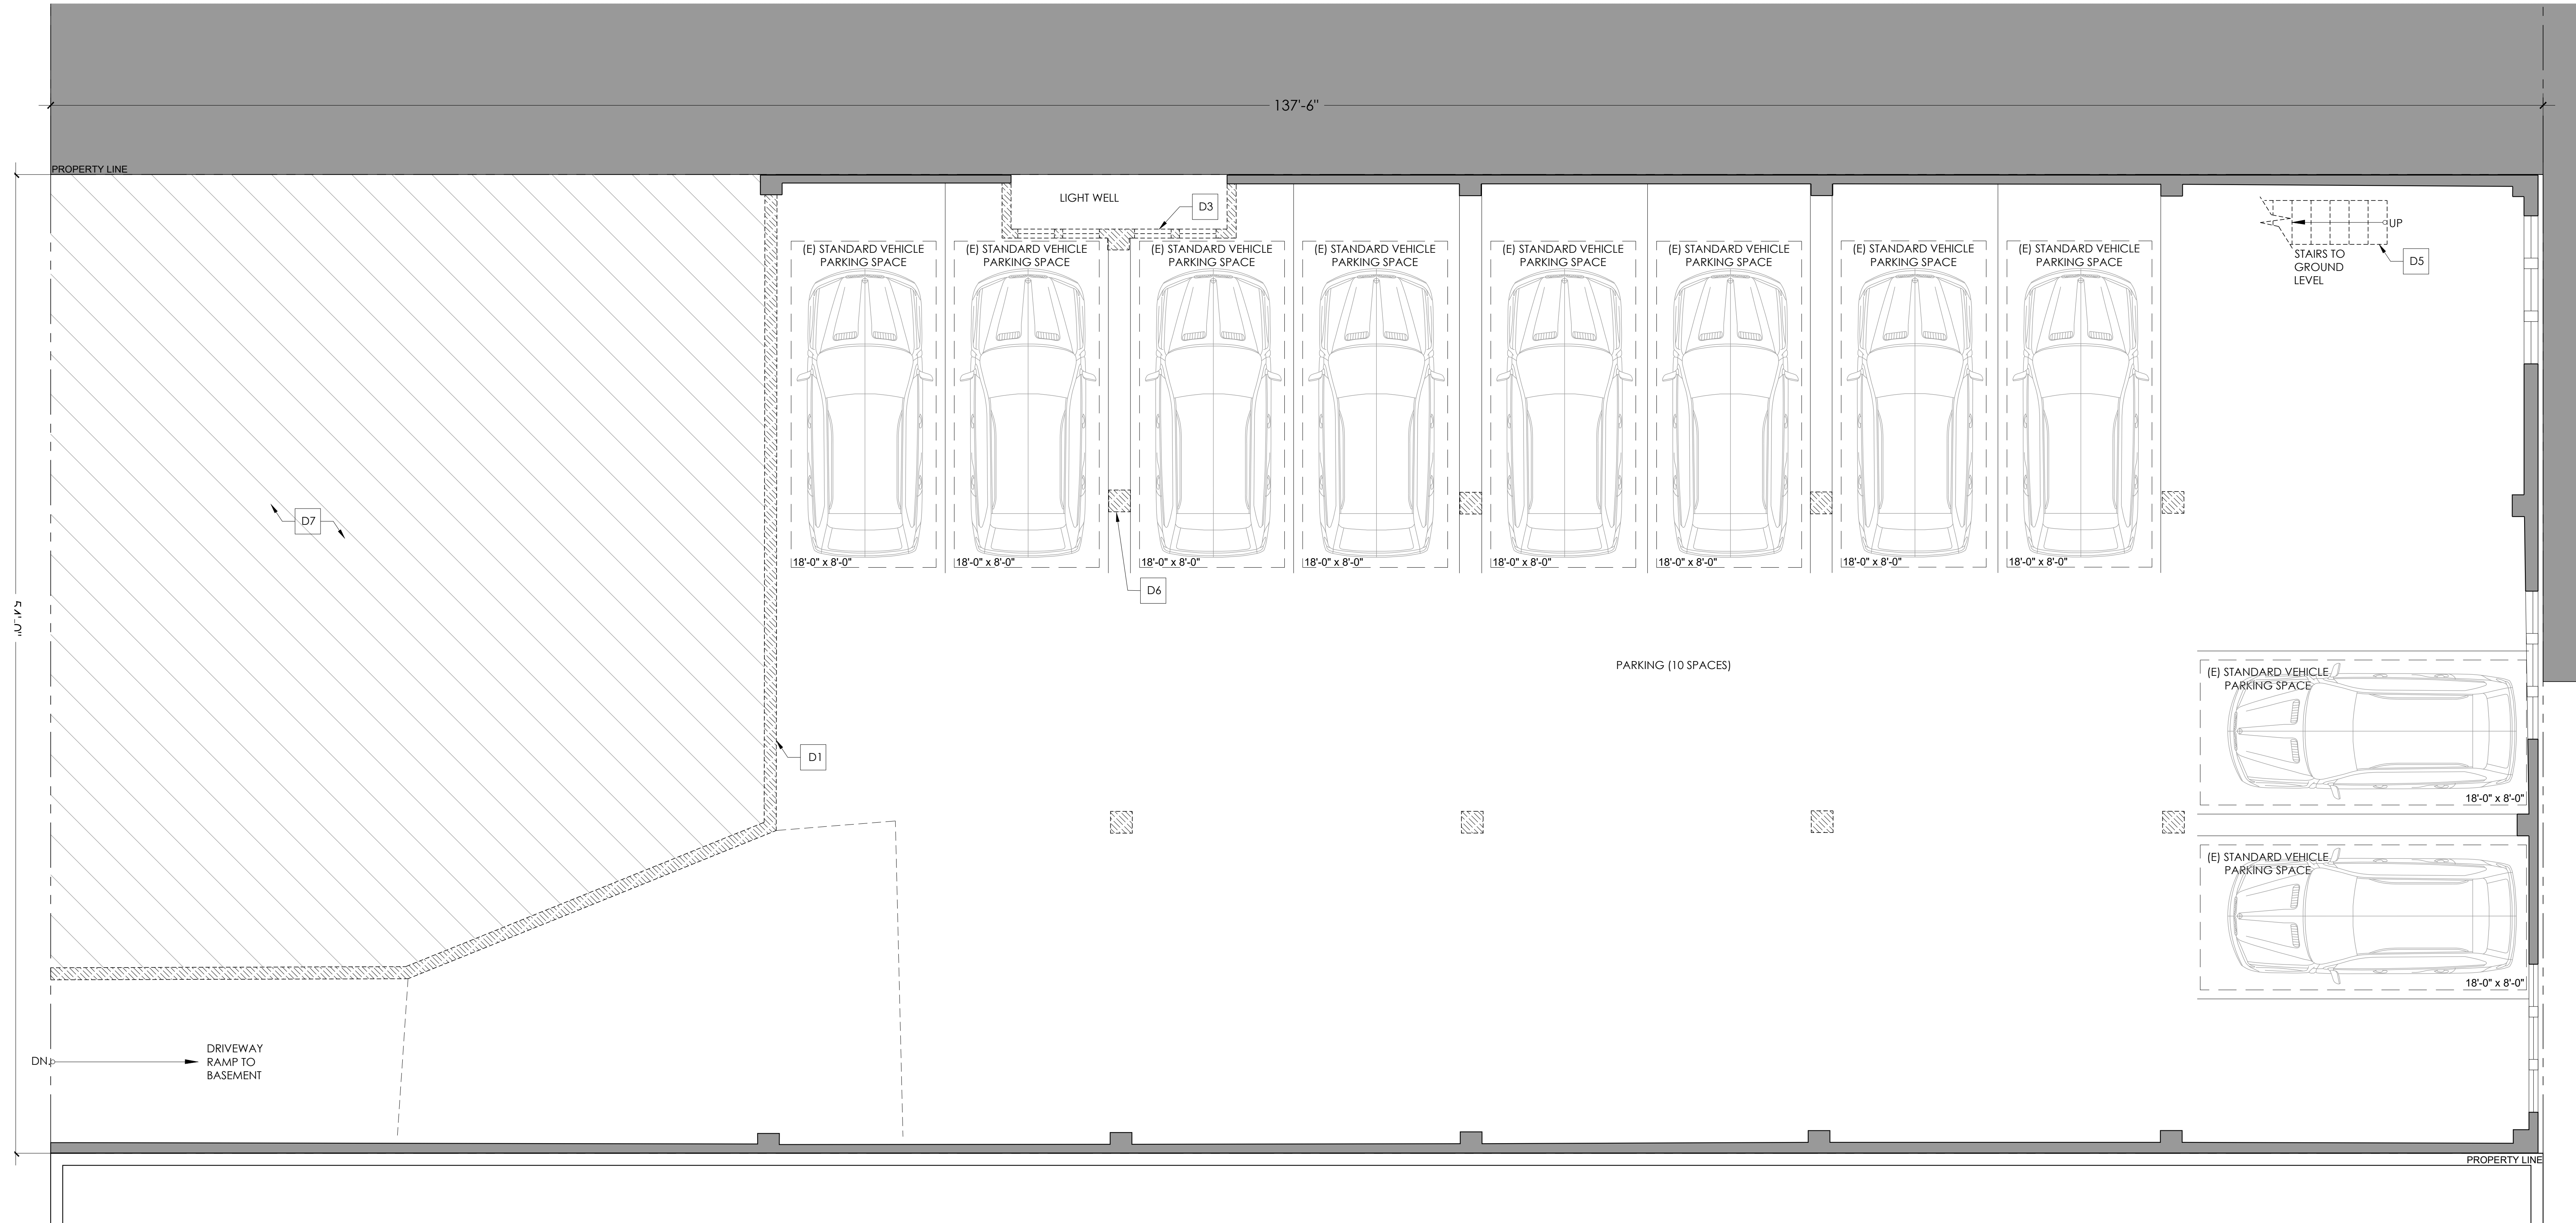 137'-6"
PROPERTY LINE
LIGHT WELL
D3
UP
STAIRS TO
GROUND
LEVEL
D5
(E) STANDARD VEHICLE
PARKING SPACE
(E) STANDARD VEHICLE
PARKING SPACE
(E) STANDARD VEHICLE
PARKING SPACE
(E) STANDARD VEHICLE
PARKING SPACE
(E) STANDARD VEHICLE
PARKING SPACE
(E) STANDARD VEHICLE
PARKING SPACE
(E) STANDARD VEHICLE
PARKING SPACE
(E) STANDARD VEHICLE
PARKING SPACE
D7
18'-0" x 8'-0"
18'-0" x 8'-0"
18'-0" x 8'-0"
18'-0" x 8'-0"
18'-0" x 8'-0"
18'-0" x 8'-0"
18'-0" x 8'-0"
18'-0" x 8'-0"
D6
PARKING (10 SPACES)
(E) STANDARD VEHICLE
PARKING SPACE
18'-0" x 8'-0"
D1
(E) STANDARD VEHICLE
PARKING SPACE
18'-0" x 8'-0"
DN.
DRIVEWAY
RAMP TO
BASEMENT
PROPERTY LINE